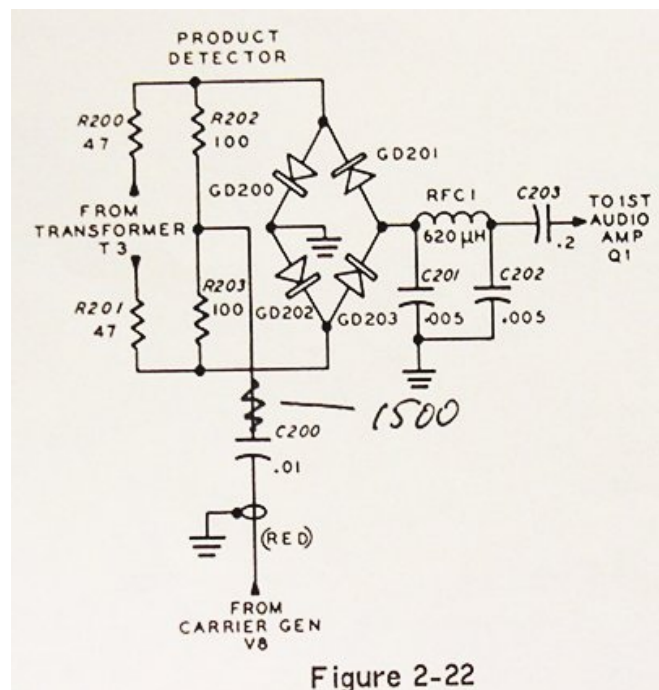 PRODUCT
DETECTOR
R200
47
R202
100
GD201
GD200
RFC1
C203
FROM
TRANSFORMER
T3
TO 1ST
AUDIO
AMP
Q1
620 µH
.2
R203
100
C201
C202
R201
47
GD202
GD203
.005
.005
1500
C200
.01
(RED)
FROM
CARRIER GEN
V8
Figure 2-22